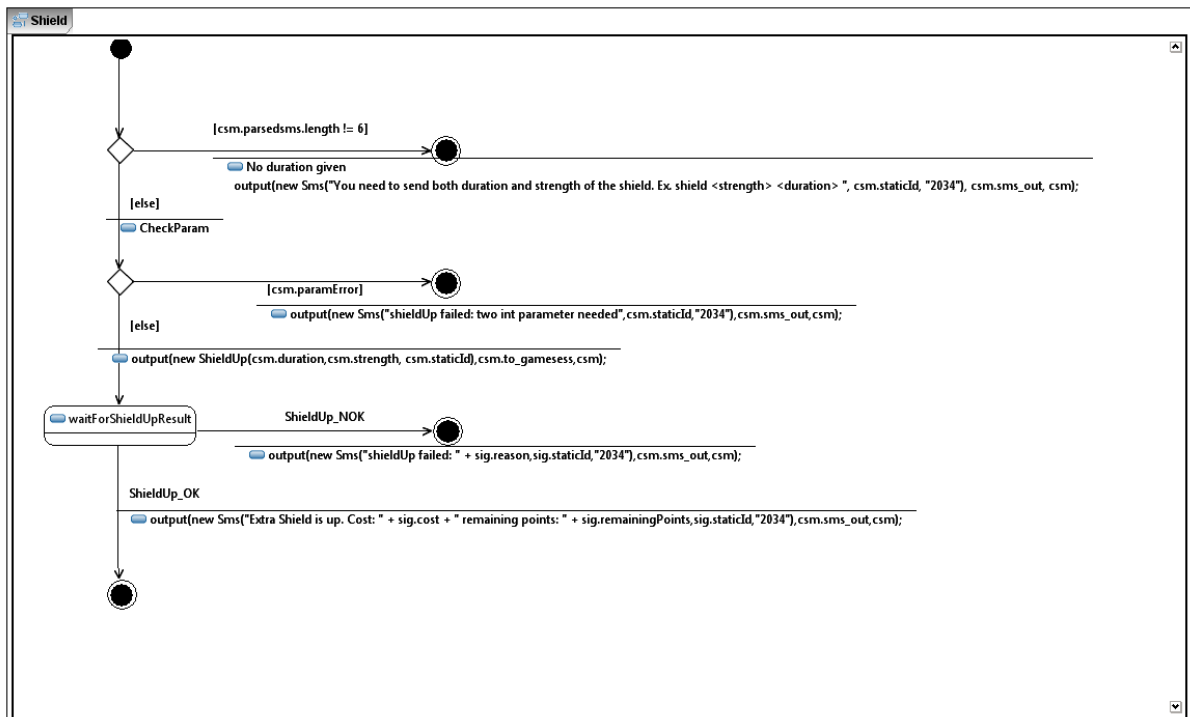 Shield
[csm.parsedsms.length != 6]
No duration given
output(new Sms("You need to send both duration and strength of the shield. Ex. shield <strength> <duration> ", csm.staticId, "2034"), csm.sms_out, csm);
[else]
CheckParam
[csm.paramError]
output(new Sms("shieldUp failed: two int parameter needed",csm.staticId,"2034"),csm.sms_out,csm);
[else]
output(new ShieldUp(csm.duration,csm.strength, csm.staticId),csm.to_gamesess,csm);
waitForShieldUpResult
ShieldUp_NOK
output(new Sms("shieldUp failed: " + sig.reason,sig.staticId,"2034"),csm.sms_out,csm);
ShieldUp_OK
output(new Sms("Extra Shield is up. Cost: " + sig.cost + " remaining points: " + sig.remainingPoints,sig.staticId,"2034"),csm.sms_out,csm);